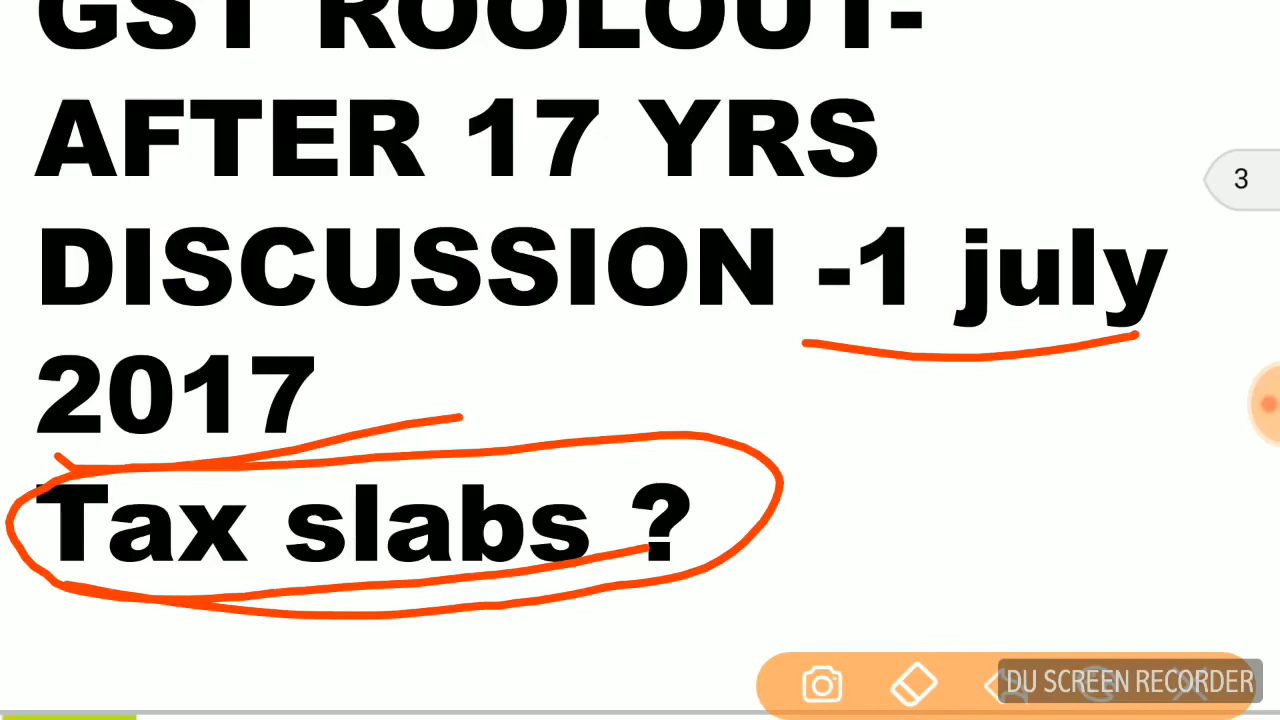 GST ROOLOUT-
AFTER 17 YRS
DISCUSSION -1 july
2017
Tax slabs ?
3
DU SCREEN RECORDER